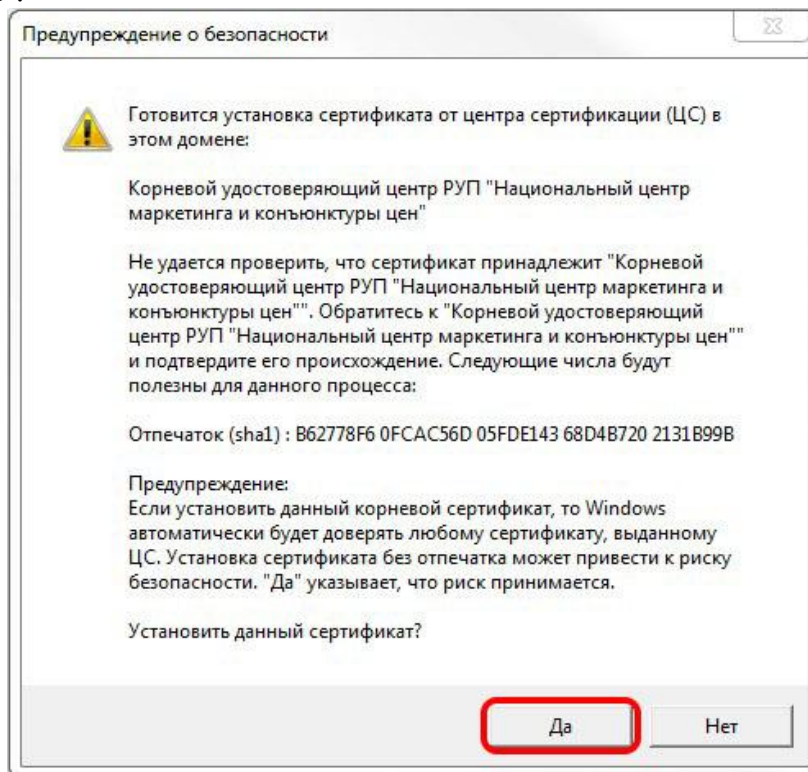 Предупреждение о безопасности
Готовится установка сертификата от центра сертификации (ЦС) в
этом домене:
Корневой удостоверяющий центр РУП "Национальный центр
маркетинга и конъюнктуры цен"
Не удается проверить, что сертификат принадлежит "Корневой
удостоверяющий центр РУП "Национальный центр маркетинга и
конъюнктуры цен"". Обратитесь к "Корневой удостоверяющий
центр РУП "Национальный центр маркетинга и конъюнктуры цен""
и подтвердите его происхождение. Следующие числа будут
полезны для данного процесса:
Отпечаток (sha1) : B62778F6 0FCAC56D 05FDE143 68D4B720 2131B99B
Предупреждение:
Если установить данный корневой сертификат, то Windows
автоматически будет доверять любому сертификату, выданному
ЦС. Установка сертификата без отпечатка может привести к риску
безопасности. "Да" указывает, что риск принимается.
Установить данный сертификат?
Да Нет